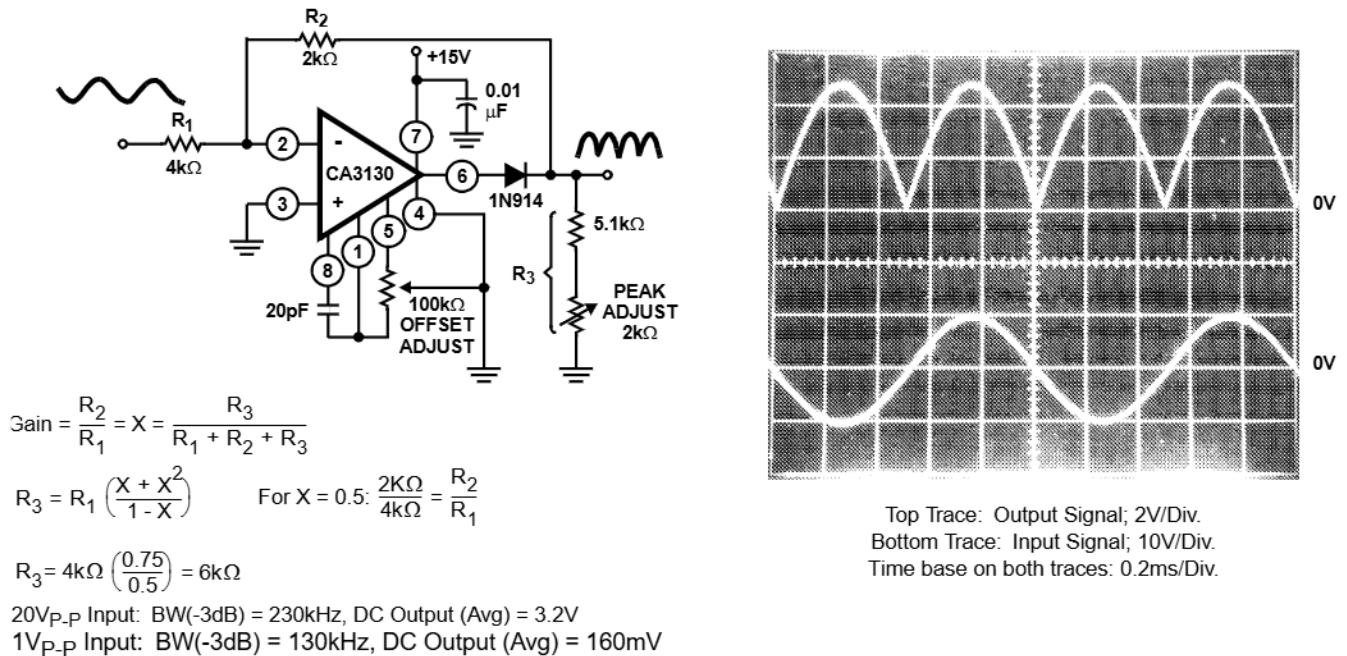 R2
2kΩ
+15V
0.01
μF
R1
4kΩ
2
-
7
CA3130
6
1N914
3
+
4
5
1
8
0V
5.1kΩ
R3
20pF
100kΩ
OFFSET
ADJUST
PEAK
ADJUST
2kΩ
0V
Gain = R2/R1 = X = R3/(R1 + R2 + R3)
R3 = R1 ((X + X²)/(1 - X)) For X = 0.5: 2KΩ/4kΩ = R2/R1
R3 = 4kΩ (0.75/0.5) = 6kΩ
20VP-P Input: BW(-3dB) = 230kHz, DC Output (Avg) = 3.2V
1VP-P Input: BW(-3dB) = 130kHz, DC Output (Avg) = 160mV
Top Trace: Output Signal; 2V/Div.
Bottom Trace: Input Signal; 10V/Div.
Time base on both traces: 0.2ms/Div.